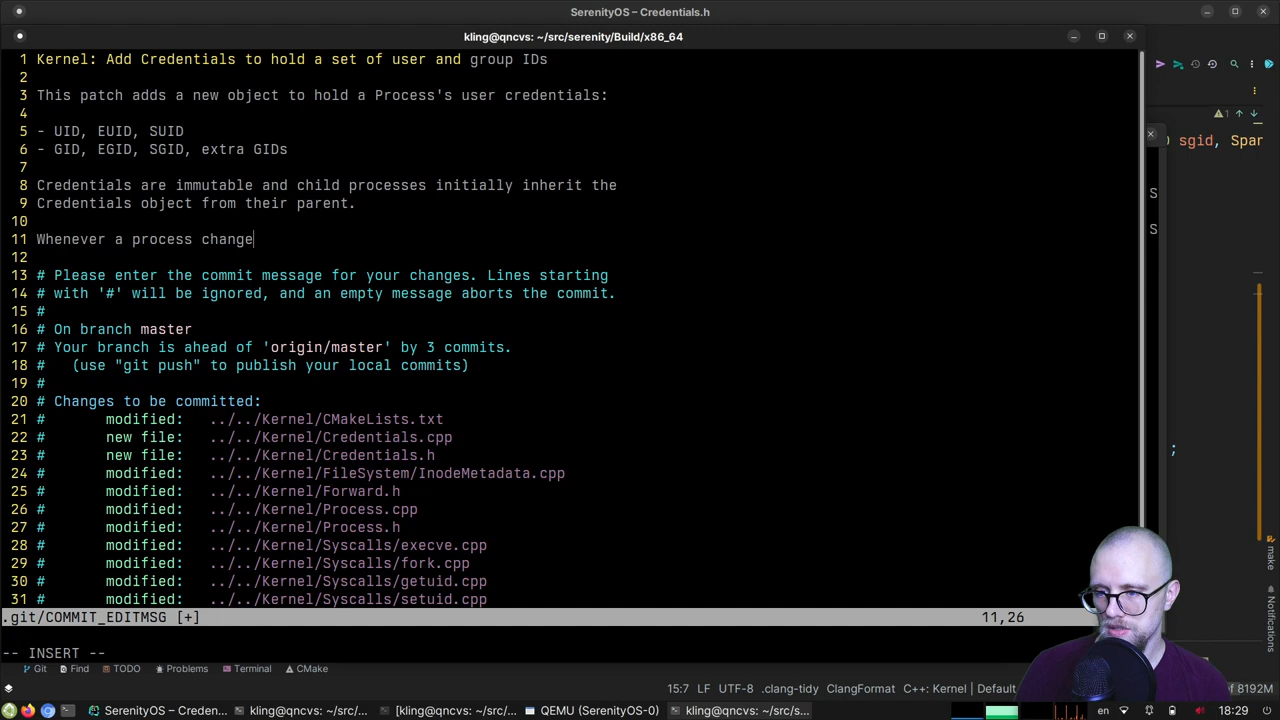 SerenityOS – Credentials.h
kling@qncvs: ~/src/serenity/Build/x86_64
1 Kernel: Add Credentials to hold a set of user and group IDs
2
3 This patch adds a new object to hold a Process's user credentials:
4
5 - UID, EUID, SUID
6 - GID, EGID, SGID, extra GIDs
7
8 Credentials are immutable and child processes initially inherit the
9 Credentials object from their parent.
10
11 Whenever a process change
12
13 # Please enter the commit message for your changes. Lines starting
14 # with '#' will be ignored, and an empty message aborts the commit.
15 #
16 # On branch master
17 # Your branch is ahead of 'origin/master' by 3 commits.
18 #   (use "git push" to publish your local commits)
19 #
20 # Changes to be committed:
21 #       modified:   ../../Kernel/CMakeLists.txt
22 #       new file:   ../../Kernel/Credentials.cpp
23 #       new file:   ../../Kernel/Credentials.h
24 #       modified:   ../../Kernel/FileSystem/InodeMetadata.cpp
25 #       modified:   ../../Kernel/Forward.h
26 #       modified:   ../../Kernel/Process.cpp
27 #       modified:   ../../Kernel/Process.h
28 #       modified:   ../../Kernel/Syscalls/execve.cpp
29 #       modified:   ../../Kernel/Syscalls/fork.cpp
30 #       modified:   ../../Kernel/Syscalls/getuid.cpp
31 #       modified:   ../../Kernel/Syscalls/setuid.cpp
.git/COMMIT_EDITMSG [+] 11,26
-- INSERT --
1
sgid, Spar
S
S
;
make
Notifications
Git Find TODO Problems Terminal CMake
15:7 LF UTF-8 .clang-tidy ClangFormat C++: Kernel | Default
of 8192M
SerenityOS – Creden... kling@qncvs: ~/src/... [kling@qncvs: ~/src/... QEMU (SerenityOS-0) kling@qncvs: ~/src/s... en 18:29